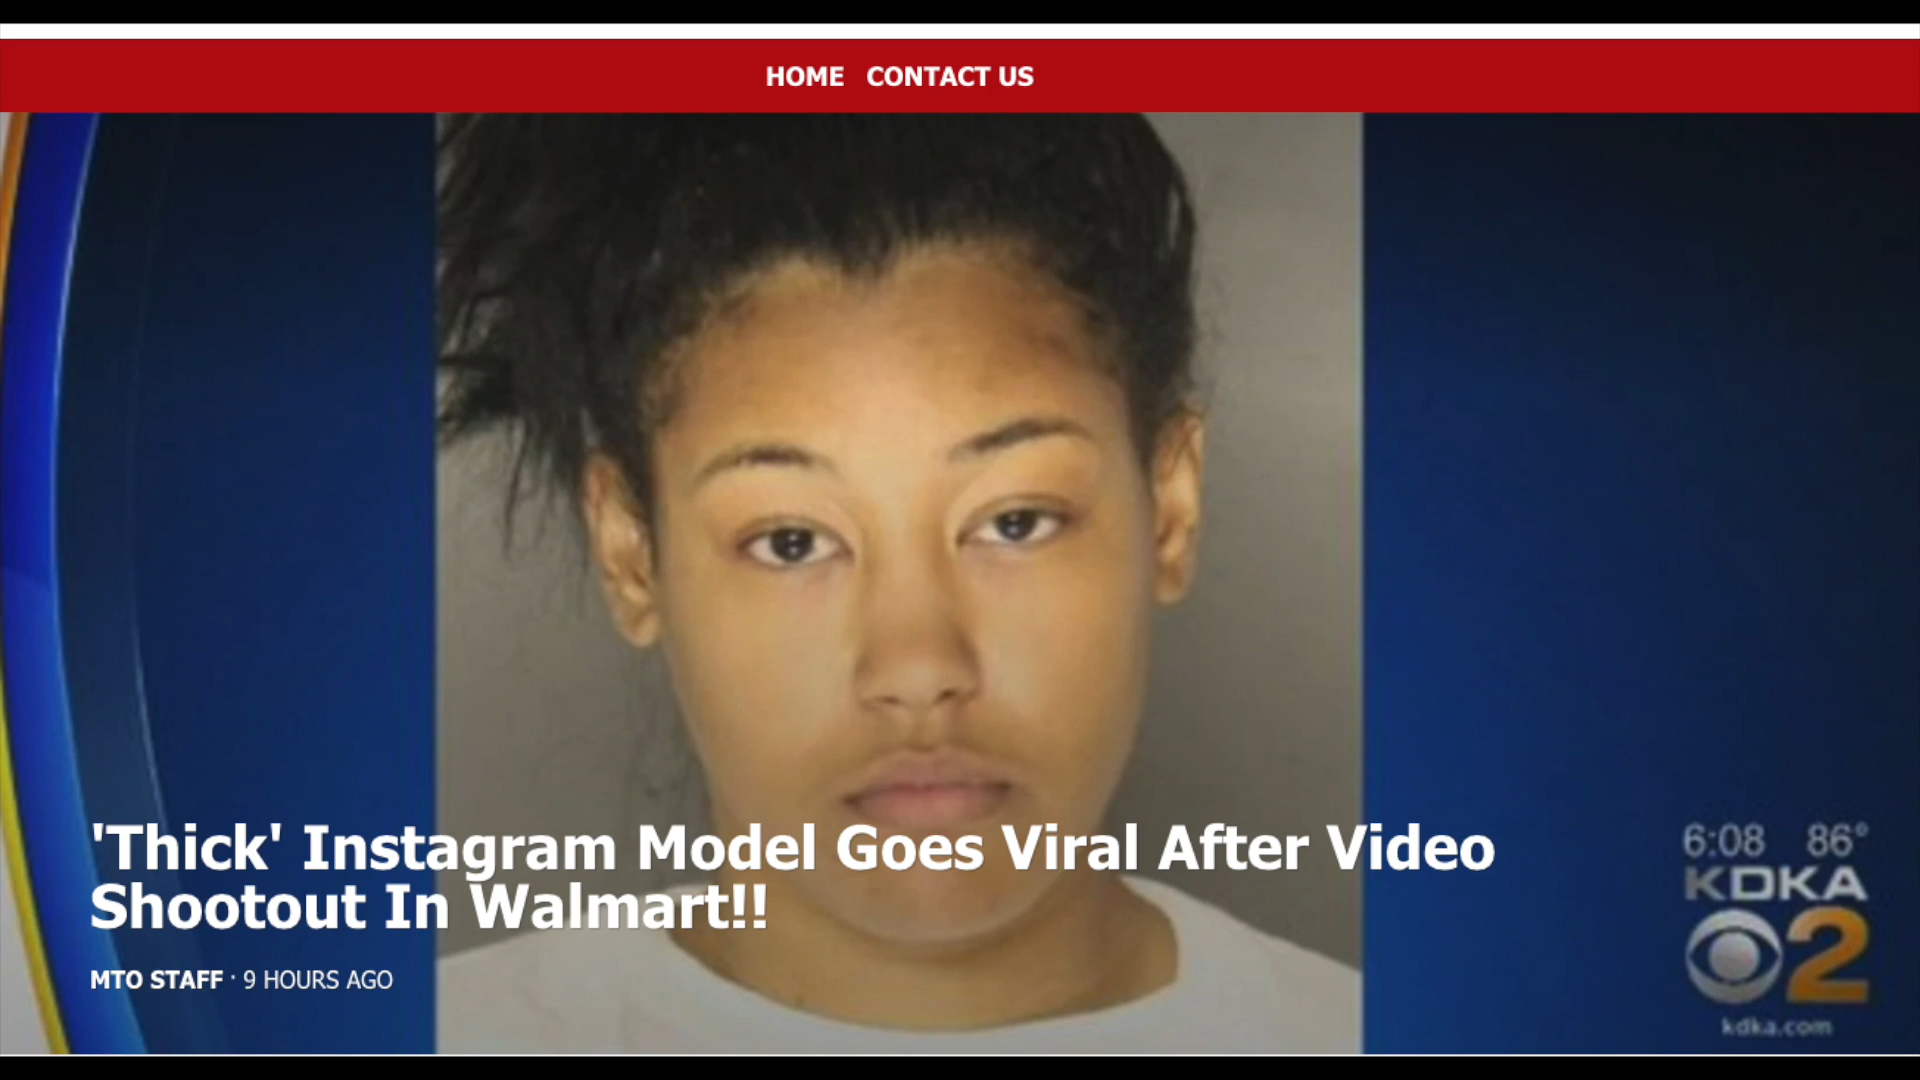 HOME CONTACT US
'Thick' Instagram Model Goes Viral After Video
Shootout In Walmart!!
MTO STAFF · 9 HOURS AGO
6:08 86°
KDKA
2
kdka.com